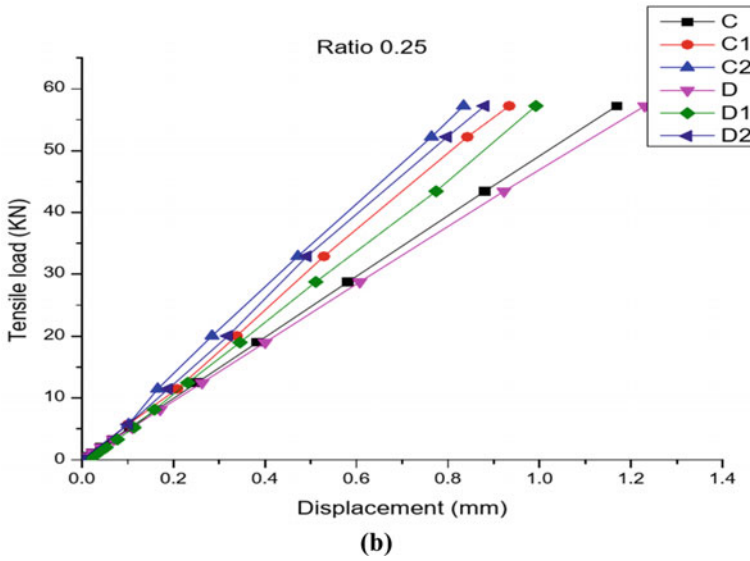 Ratio 0.25
C
C1
C2
D
D1
D2
60
50
40
30
20
10
0
Tensile load (KN)
0.0 0.2 0.4 0.6 0.8 1.0 1.2 1.4
Displacement (mm)
(b)